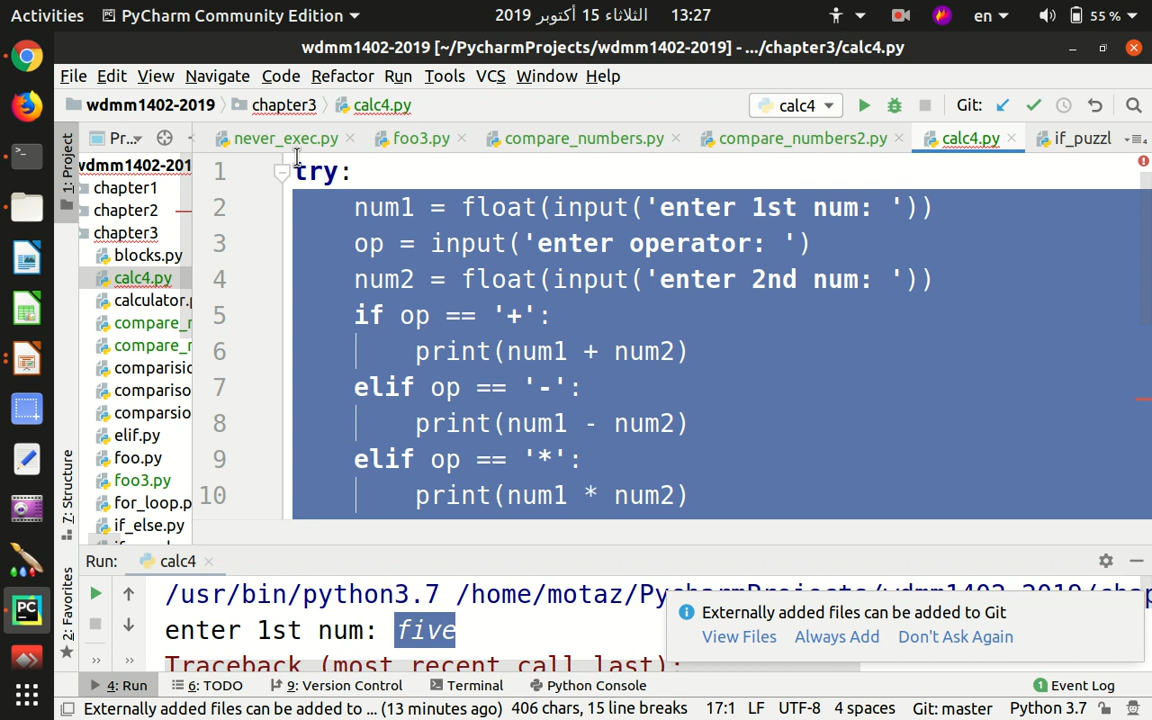 Activities PyCharm Community Edition الثلاثاء 15 أكتوبر 2019 13:27 en 55 %
wdmm1402-2019 [~/PycharmProjects/wdmm1402-2019] - .../chapter3/calc4.py
File Edit View Navigate Code Refactor Run Tools VCS Window Help
wdmm1402-2019 chapter3 calc4.py calc4 Git:
1: Project
Pr... never_exec.py foo3.py compare_numbers.py compare_numbers2.py calc4.py if_puzzl
wdmm1402-201
chapter1
chapter2
chapter3
blocks.py
calc4.py
calculator.p
compare_r
compare_r
comparisio
compariso
comparsio
elif.py
foo.py
foo3.py
for_loop.p
if_else.py
1 try:
2 num1 = float(input('enter 1st num: '))
3 op = input('enter operator: ')
4 num2 = float(input('enter 2nd num: '))
5 if op == '+':
6 print(num1 + num2)
7 elif op == '-':
8 print(num1 - num2)
9 elif op == '*':
10 print(num1 * num2)
7: Structure
2: Favorites
Run: calc4
/usr/bin/python3.7 /home/motaz/PycharmProjects/wdmm1402-2019/chap
enter 1st num: five
Traceback (most recent call last):
Externally added files can be added to Git
View Files Always Add Don't Ask Again
4: Run 6: TODO 9: Version Control Terminal Python Console 1 Event Log
Externally added files can be added to ... (13 minutes ago) 406 chars, 15 line breaks 17:1 LF UTF-8 4 spaces Git: master Python 3.7